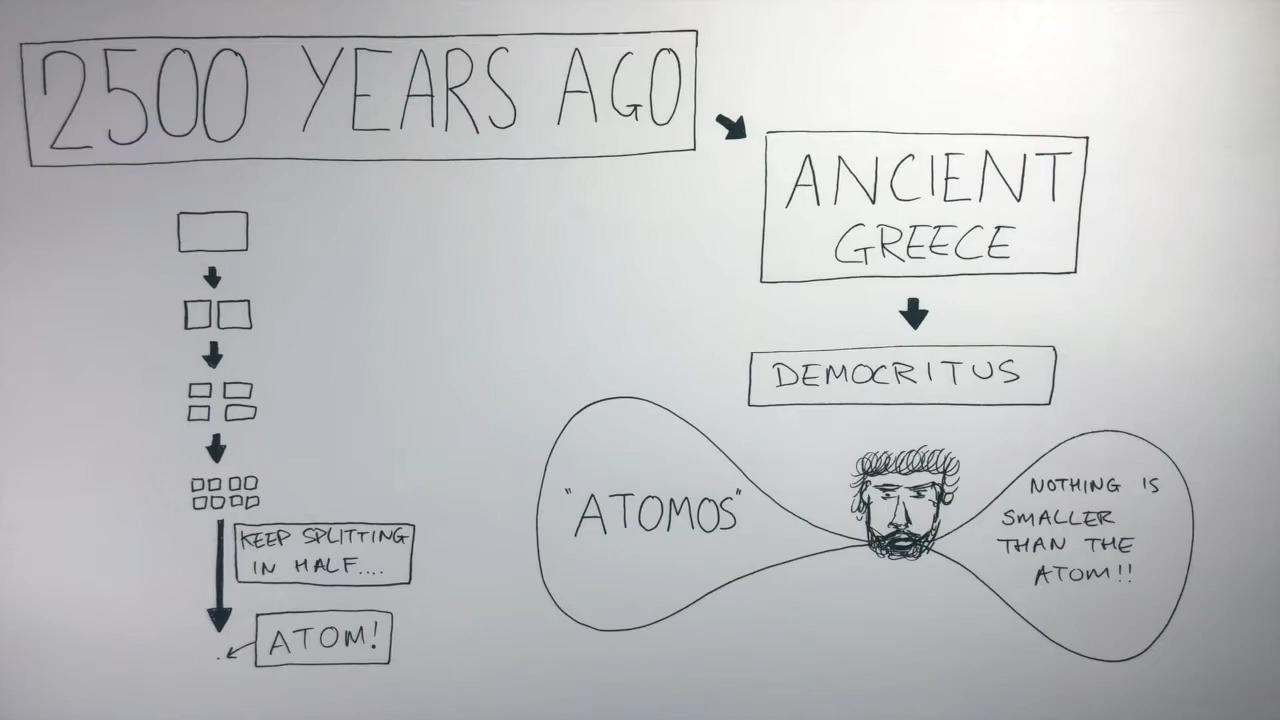 2500 YEARS AGO
ANCIENT
GREECE
DEMOCRITUS
"ATOMOS"
NOTHING IS
SMALLER
THAN THE
ATOM!!
KEEP SPLITTING
IN HALF....
ATOM!